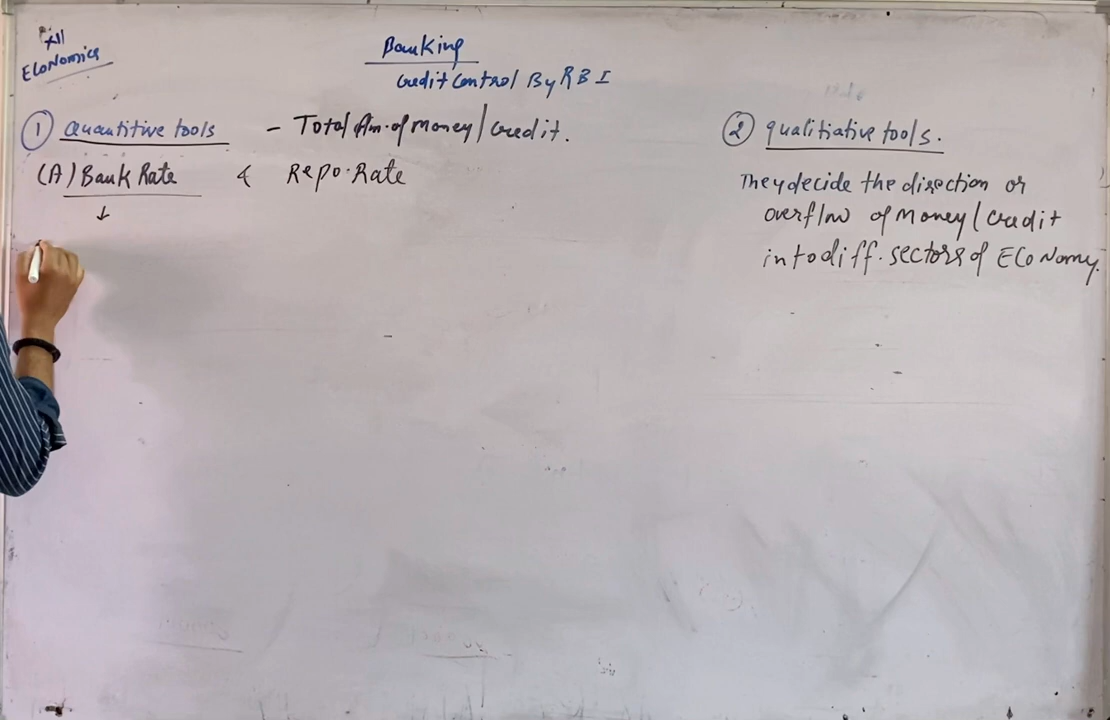 XII
Economics
Banking
Credit Control By RBI
① Quantitive tools - Total Am. of Money/Credit.
(A) Bank Rate & Repo. Rate
↓
② qualitiative tools.
They decide the direction or
overflow of Money/Credit
into diff. sectors of Economy.